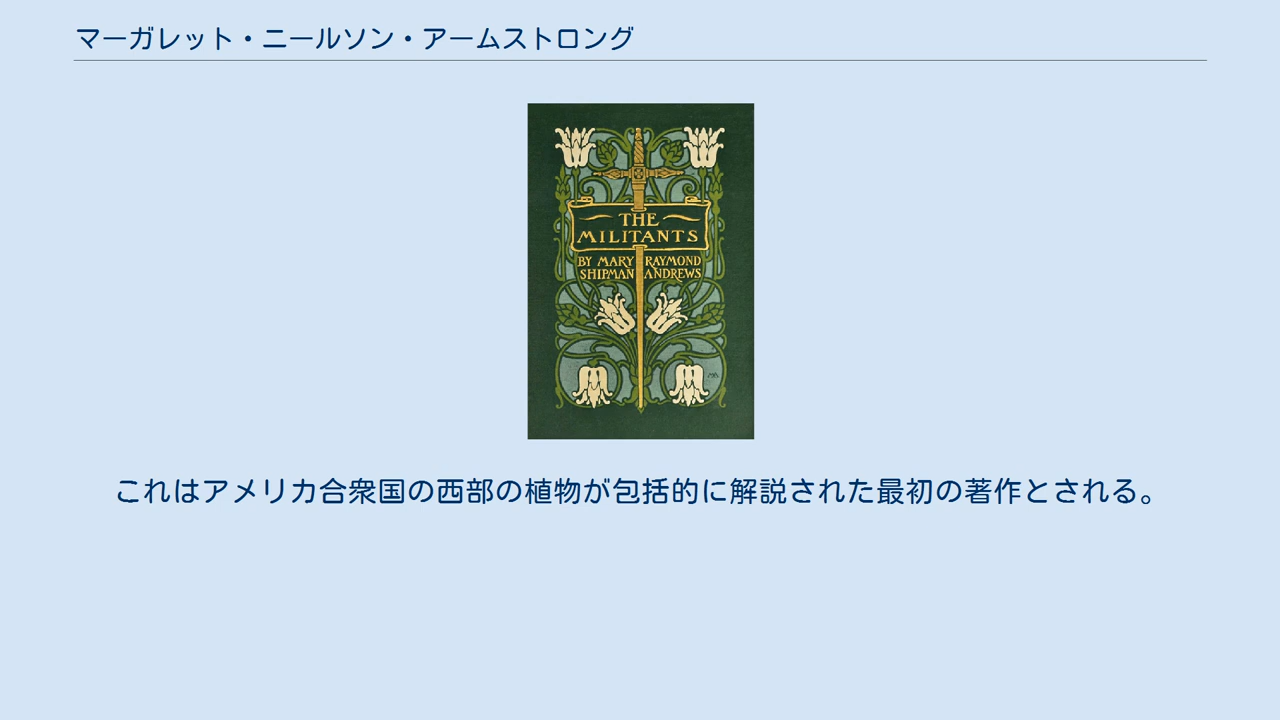 マーガレット・ニールソン・アームストロング
THE
MILITANTS
BY MARY RAYMOND
SHIPMAN ANDREWS
これはアメリカ合衆国の西部の植物が包括的に解説された最初の著作とされる。